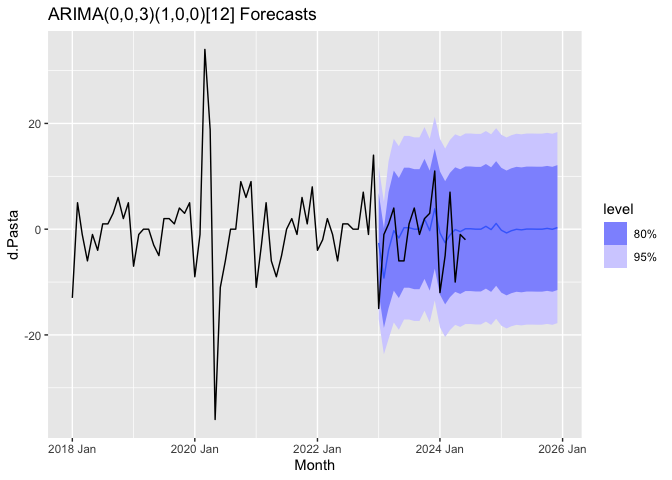 ARIMA(0,0,3)(1,0,0)[12] Forecasts
d.Pasta
20
0
-20
2018 Jan
2020 Jan
2022 Jan
2024 Jan
2026 Jan
Month
level
80%
95%